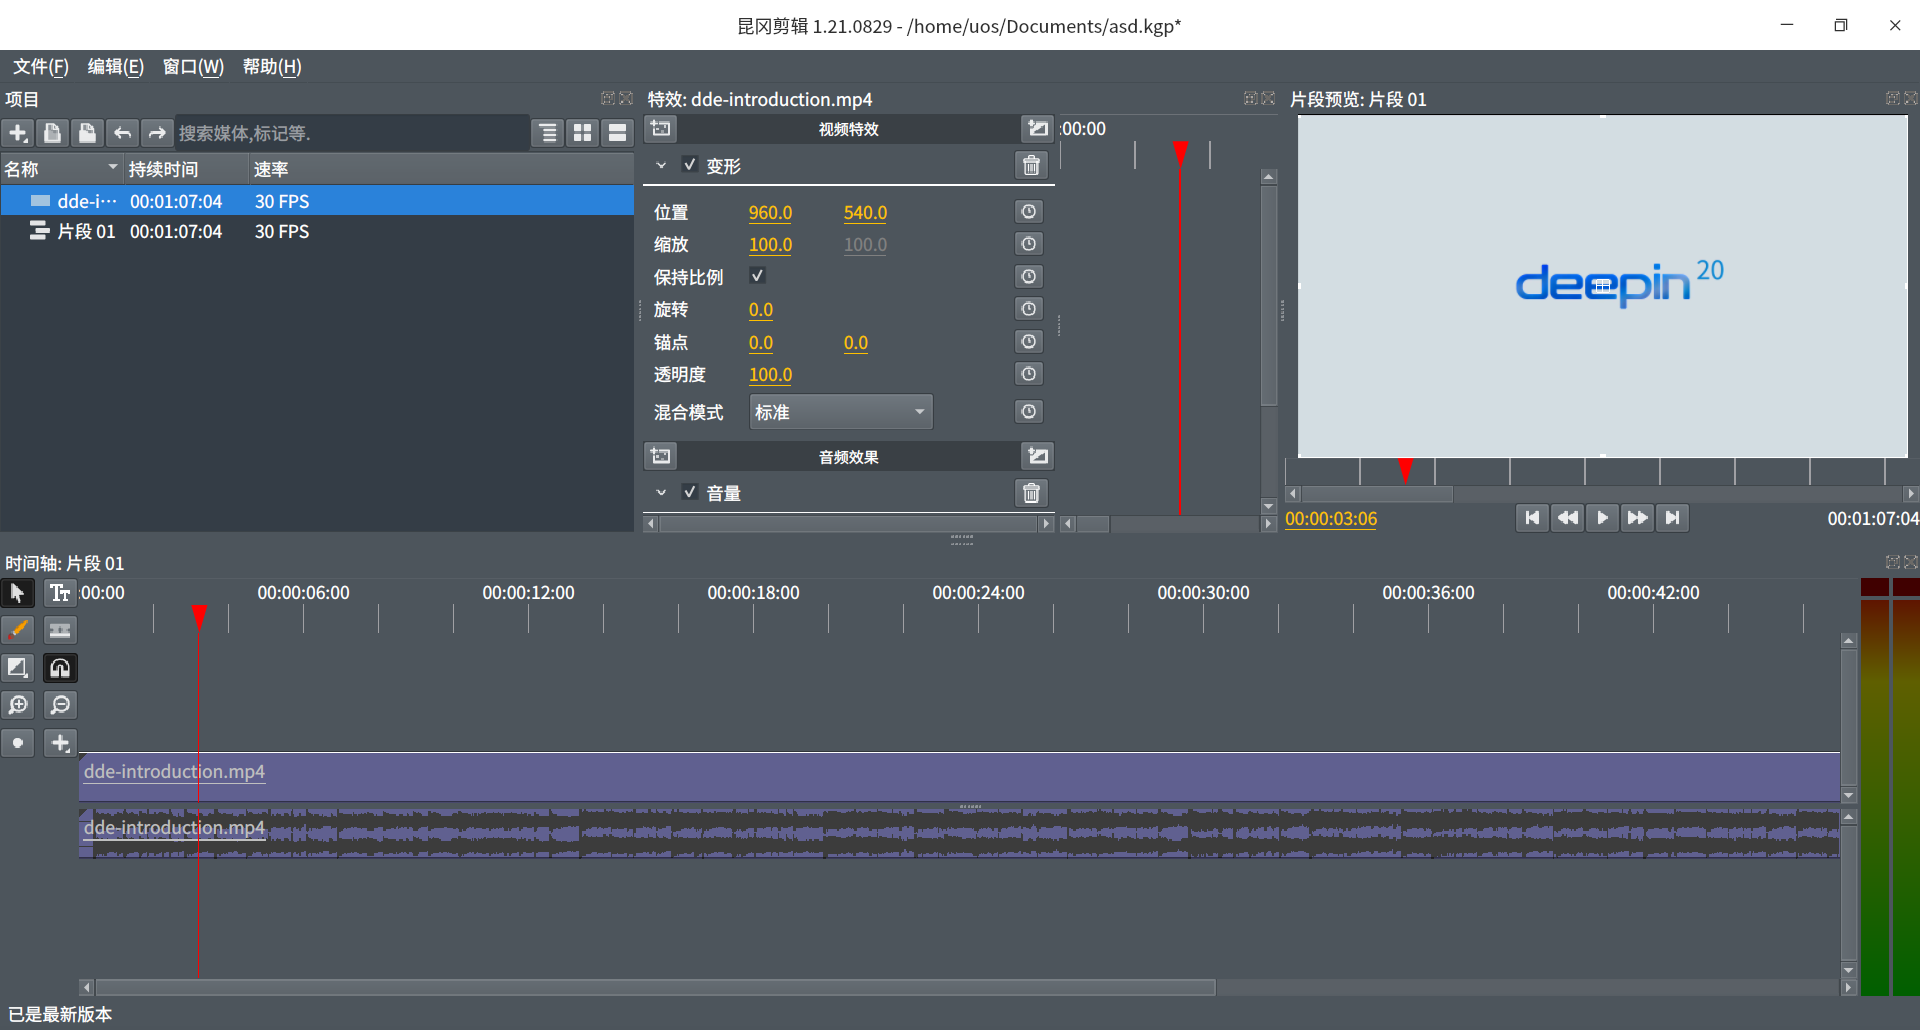 昆冈剪辑 1.21.0829 - /home/uos/Documents/asd.kgp*
文件(F) 编辑(E) 窗口(W) 帮助(H)
项目
搜索媒体,标记等.
名称 持续时间 速率
dde-i··· 00:01:07:04 30 FPS
片段 01 00:01:07:04 30 FPS
特效: dde-introduction.mp4
视频特效
:00:00
变形
位置 960.0 540.0
缩放 100.0 100.0
保持比例
旋转 0.0
锚点 0.0 0.0
透明度 100.0
混合模式 标准
音频效果
音量
片段预览: 片段 01
deepin 20
00:00:03:06
00:01:07:04
时间轴: 片段 01
:00:00 00:00:06:00 00:00:12:00 00:00:18:00 00:00:24:00 00:00:30:00 00:00:36:00 00:00:42:00
Tт
dde-introduction.mp4
dde-introduction.mp4
已是最新版本